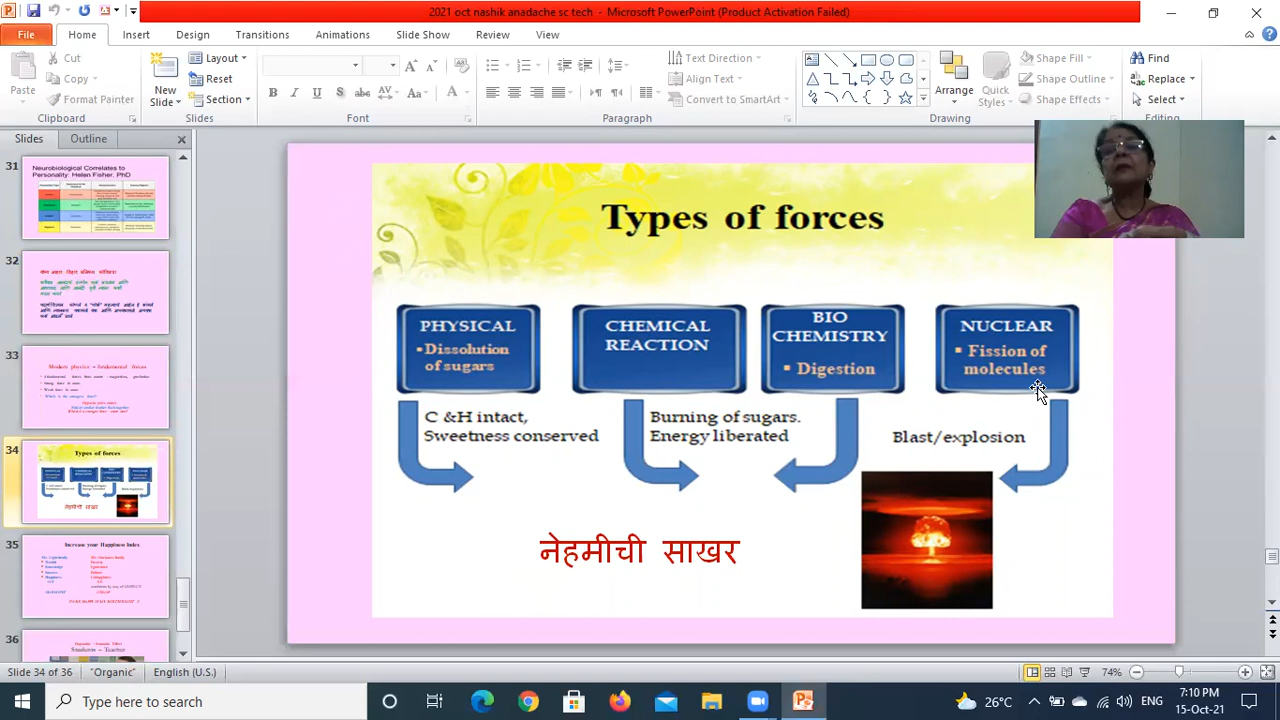 2021 oct nashik anadache sc tech - Microsoft PowerPoint (Product Activation Failed)
File Home Insert Design Transitions Animations Slide Show Review View
Paste
Cut
Copy
Format Painter
Clipboard
New Slide
Layout
Reset
Section
Slides
Font
Paragraph
Text Direction
Align Text
Convert to SmartArt
Arrange
Quick Styles
Shape Fill
Shape Outline
Shape Effects
Drawing
Find
Replace
Select
Editing
Slides Outline
31
Neurobiological Correlates to
Personality: Helen Fisher, PhD
32
33
Modern physics – fundamental forces
34
Types of forces
35
Increase your Happiness Index
36
Types of forces
PHYSICAL
▪Dissolution
of sugars
CHEMICAL
REACTION
BIO
CHEMISTRY
▪ Digestion
NUCLEAR
▪ Fission of
molecules
C &H intact,
Sweetness conserved
Burning of sugars.
Energy liberated
Blast/explosion
नेहमीची साखर
Slide 34 of 36 "Organic" English (U.S.) 74%
Type here to search
26°C ENG
7:10 PM
15-Oct-21